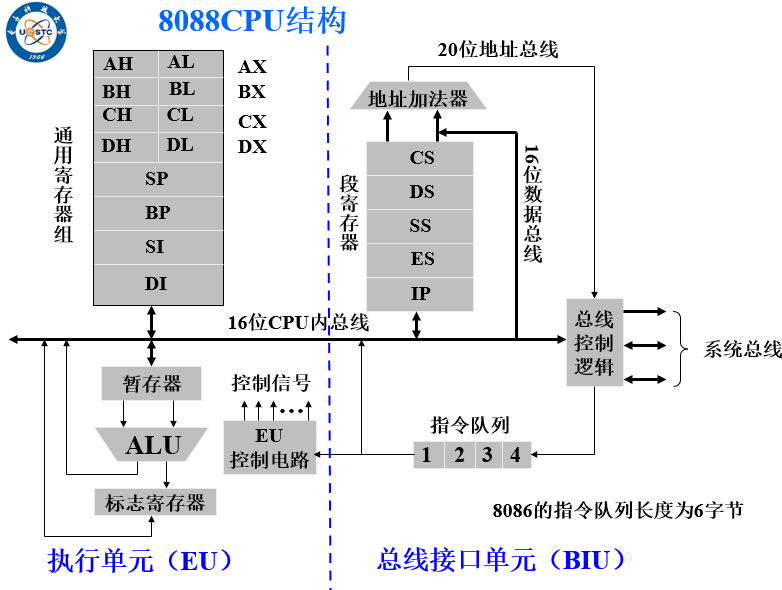 8088CPU结构
UeSTC
1956
AH AL AX
BH BL BX
CH CL CX
DH DL DX
SP
BP
SI
DI
通用寄存器组
20位地址总线
地址加法器
CS
DS
SS
ES
IP
段寄存器
16位数据总线
16位CPU内总线
总线
控制
逻辑
系统总线
暂存器
ALU
标志寄存器
控制信号
EU
控制电路
指令队列
1 2 3 4
8086的指令队列长度为6字节
执行单元（EU）
总线接口单元（BIU）